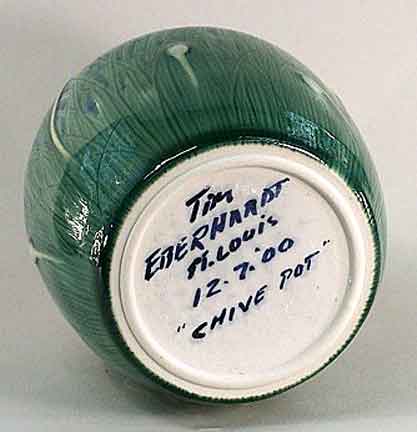 Tim
EBERHARDT
ST. LOUIS
12.7.'00
"CHIVE POT"